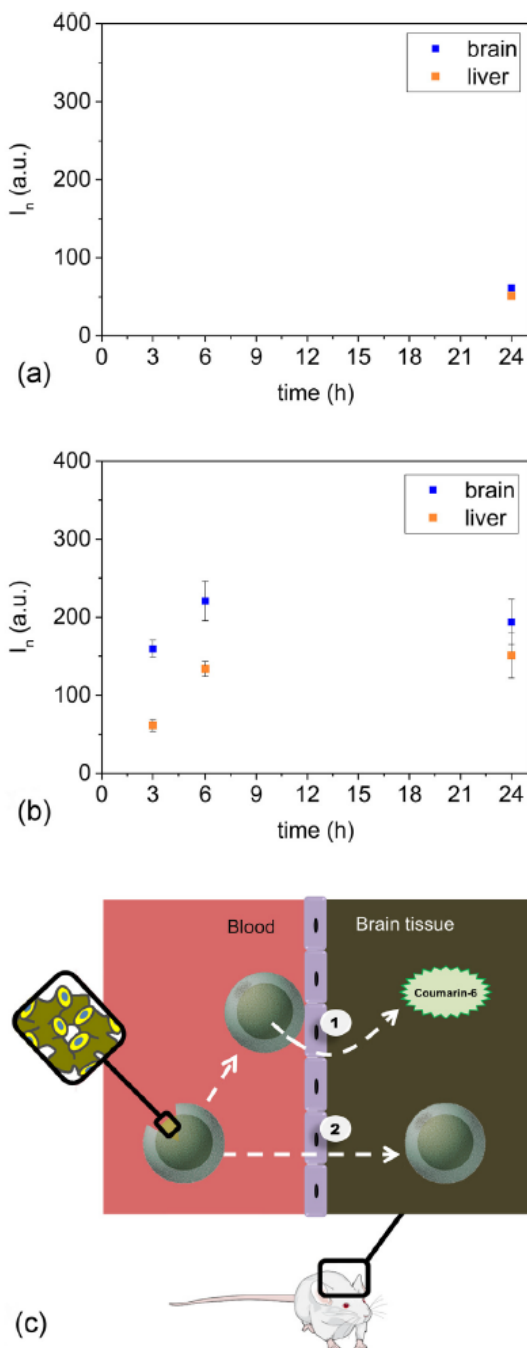 400
300
200
100
0
I_n (a.u.)
brain
liver
0 3 6 9 12 15 18 21 24
time (h)
(a)
400
300
200
100
0
I_n (a.u.)
brain
liver
0 3 6 9 12 15 18 21 24
time (h)
(b)
Blood Brain tissue
Coumarin-6
1
2
(c)